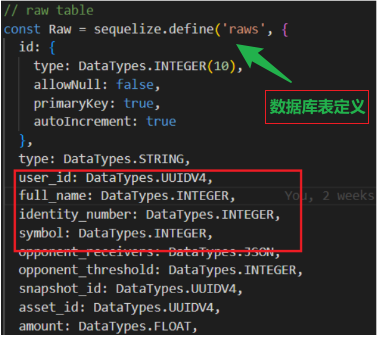 // raw table
const Raw = sequelize.define('raws', {
id: {
type: DataTypes.INTEGER(10),
allowNull: false,
primaryKey: true,
autoIncrement: true
},
数据库表定义
type: DataTypes.STRING,
user_id: DataTypes.UUIDV4,
full_name: DataTypes.INTEGER, You, 2 weeks
identity_number: DataTypes.INTEGER,
symbol: DataTypes.INTEGER,
opponent_receivers: DataTypes.JSON,
opponent_threshold: DataTypes.INTEGER,
snapshot_id: DataTypes.UUIDV4,
asset_id: DataTypes.UUIDV4,
amount: DataTypes.FLOAT,